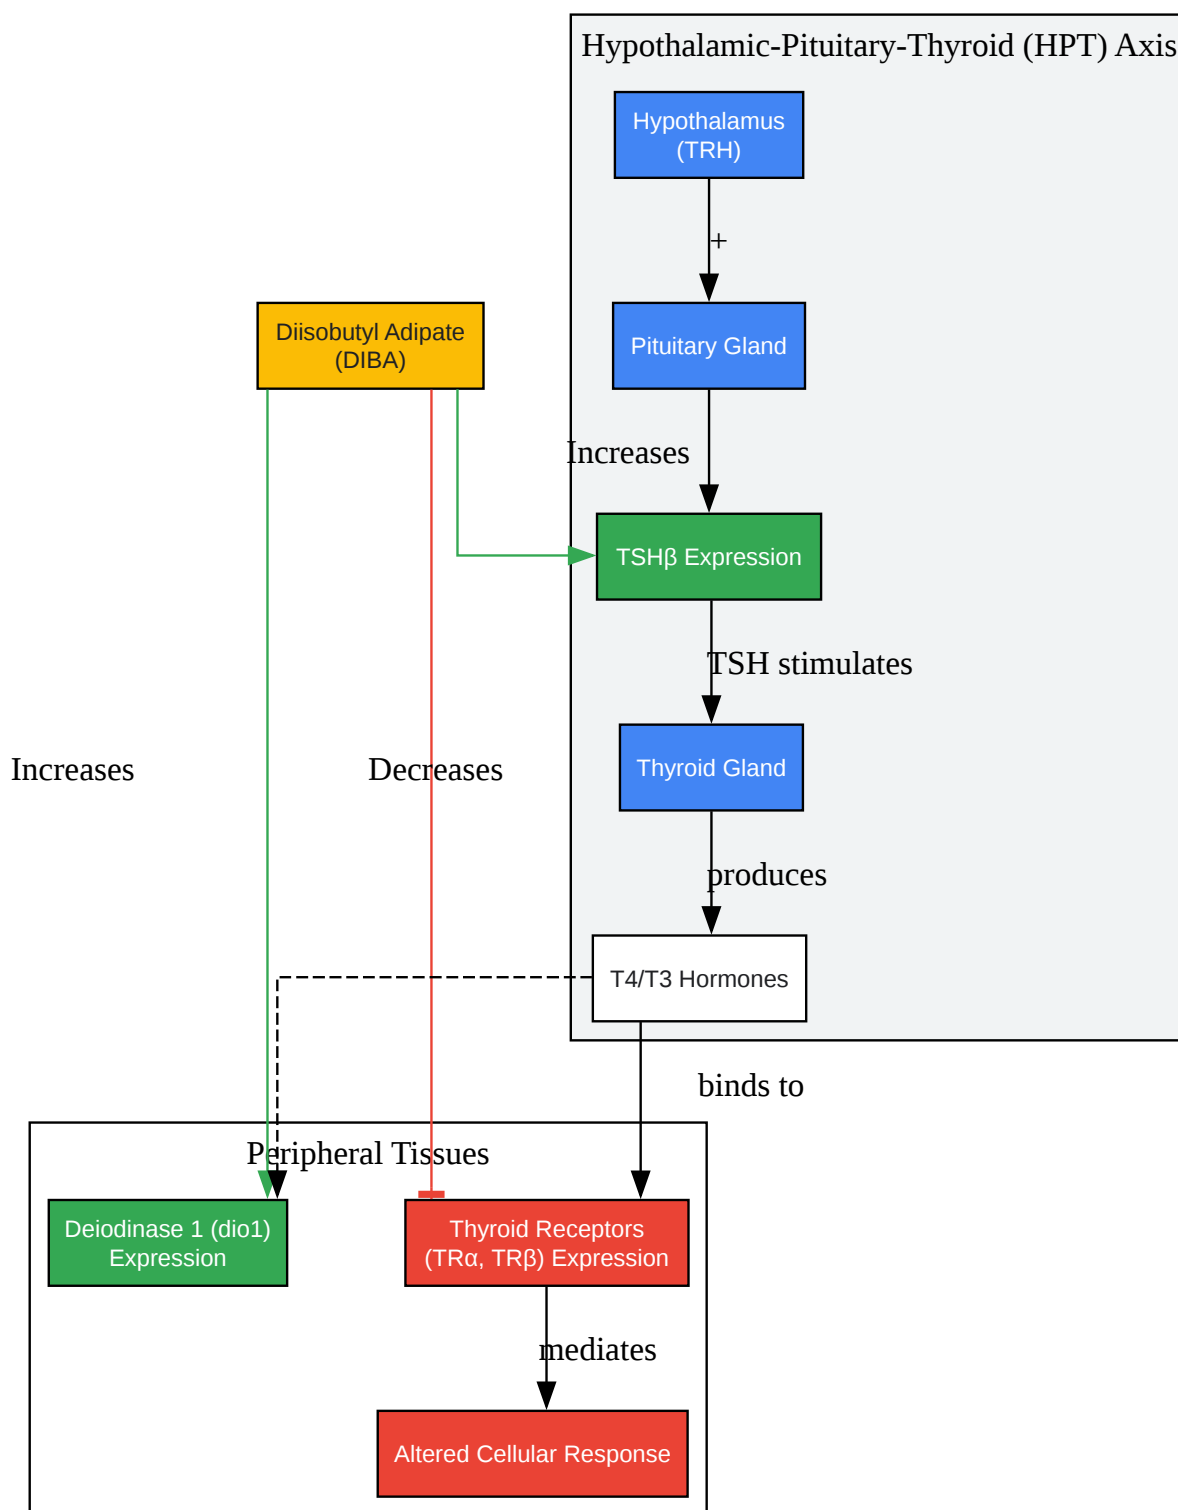 Hypothalamic-Pituitary-Thyroid (HPT) Axis
Hypothalamus
(TRH)
+
Diisobutyl Adipate
(DIBA)
Pituitary Gland
Increases
TSHβ Expression
TSH stimulates
Thyroid Gland
Increases
Decreases
produces
T4/T3 Hormones
binds to
Peripheral Tissues
Deiodinase 1 (dio1)
Expression
Thyroid Receptors
(TRα, TRβ) Expression
mediates
Altered Cellular Response